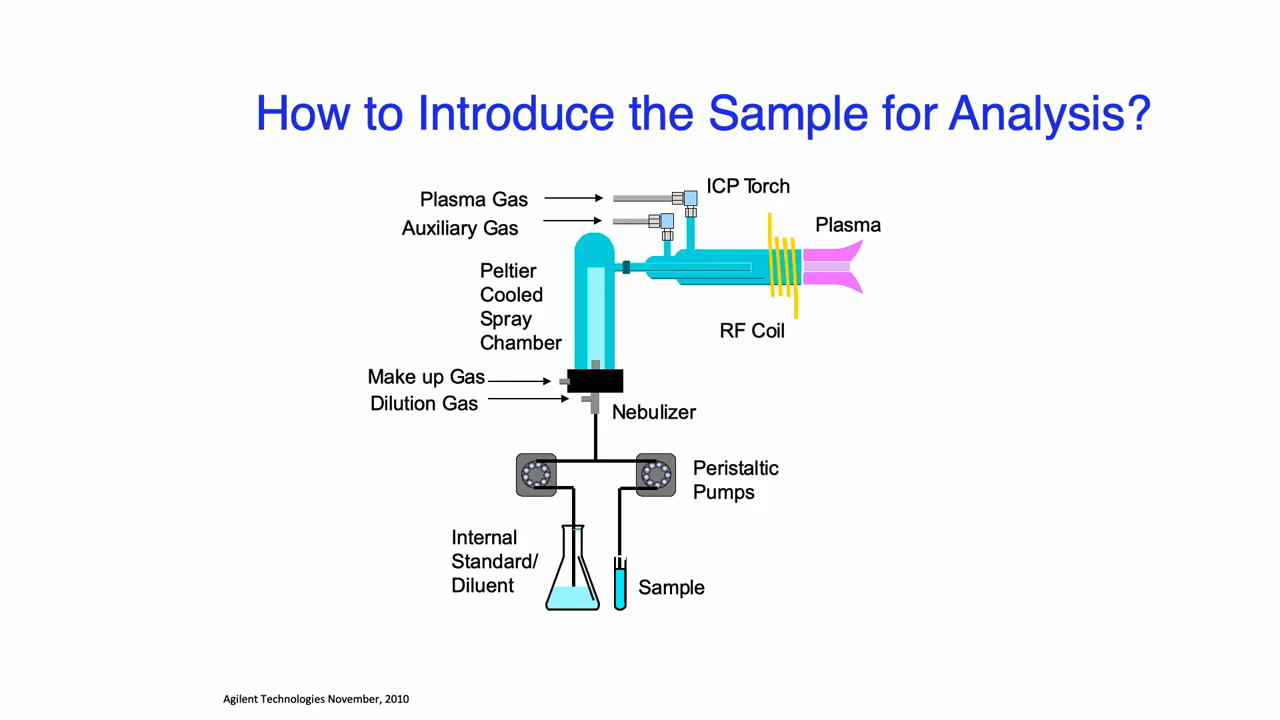 How to Introduce the Sample for Analysis?
ICP Torch
Plasma Gas
Auxiliary Gas
Plasma
Peltier
Cooled
Spray
Chamber
RF Coil
Make up Gas
Dilution Gas
Nebulizer
Peristaltic
Pumps
Internal
Standard/
Diluent
Sample
Agilent Technologies November, 2010